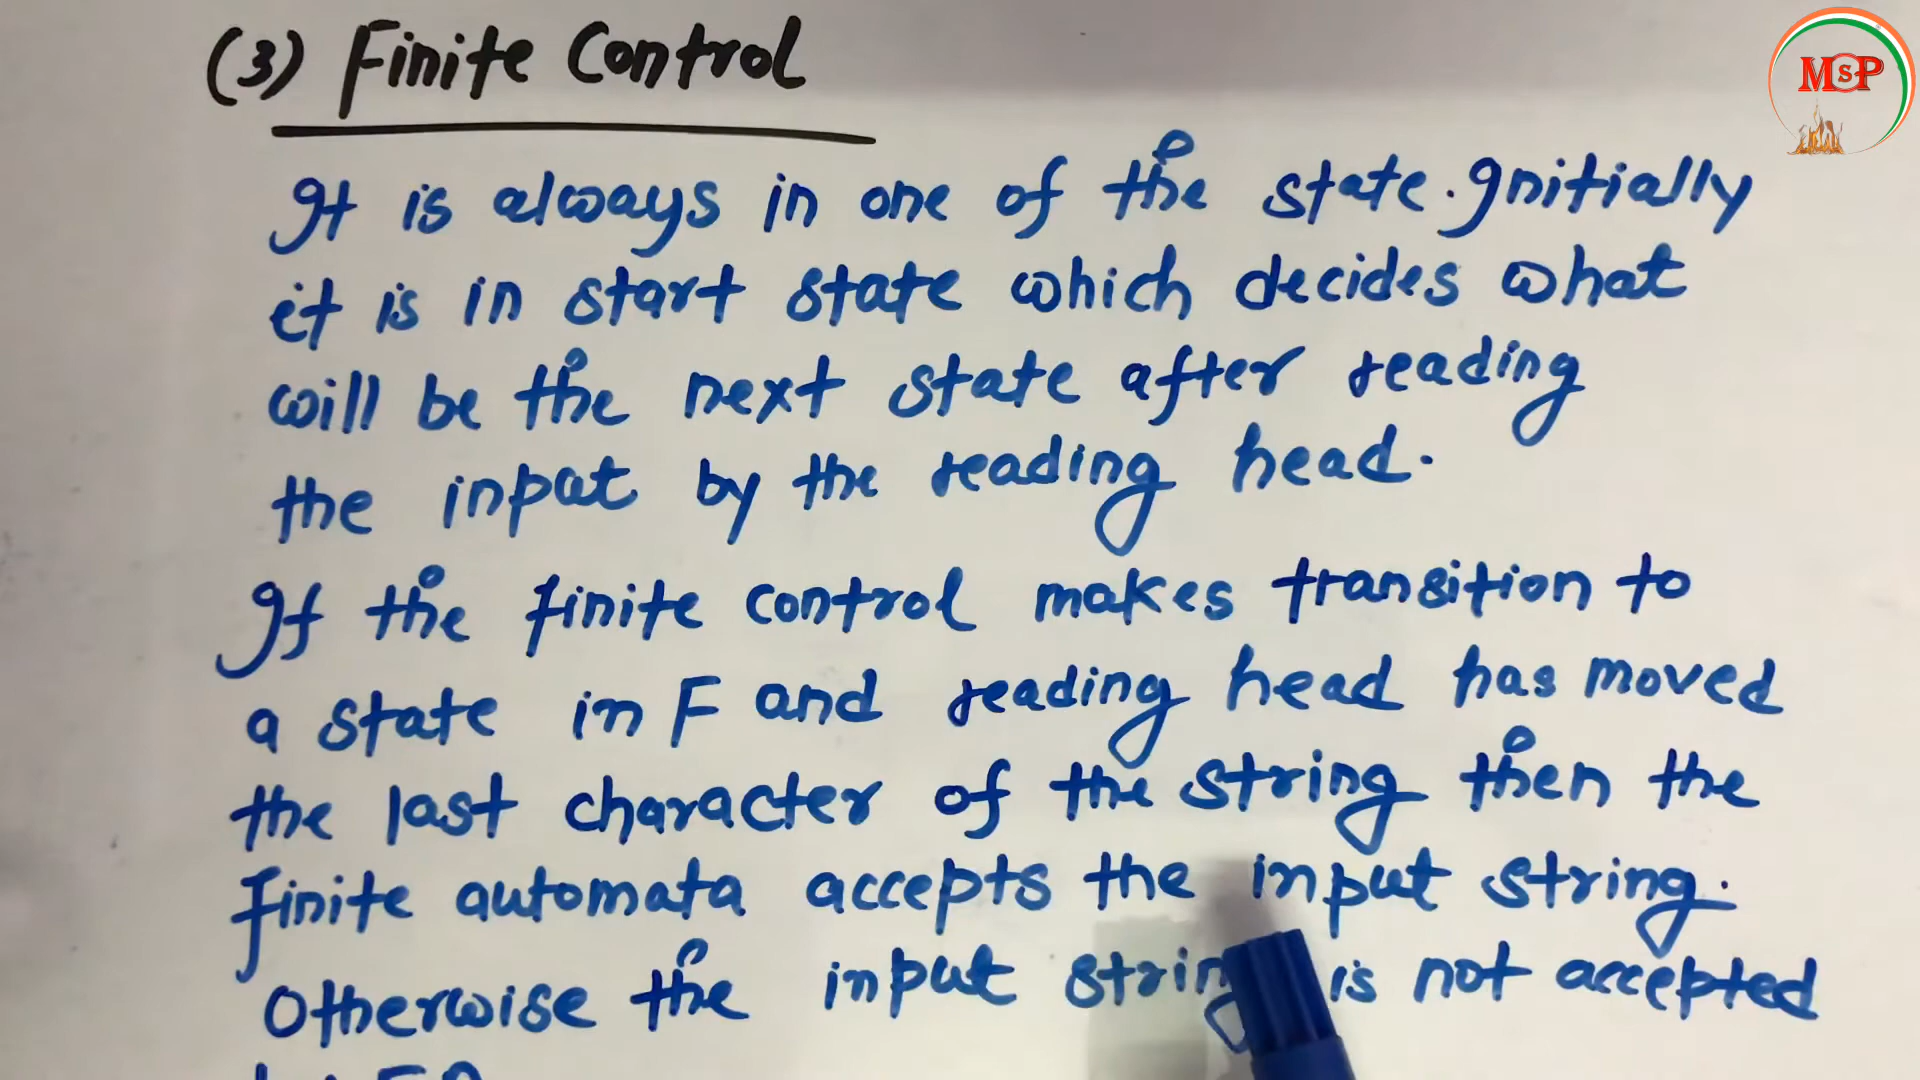 (3) Finite Control
MSP
It is always in one of the state. Initially
it is in start state which decides what
will be the next state after reading
the input by the reading head.
If the finite control makes transition to
a state in F and reading head has moved
the last character of the string then the
finite automata accepts the input string.
Otherwise the input string is not accepted